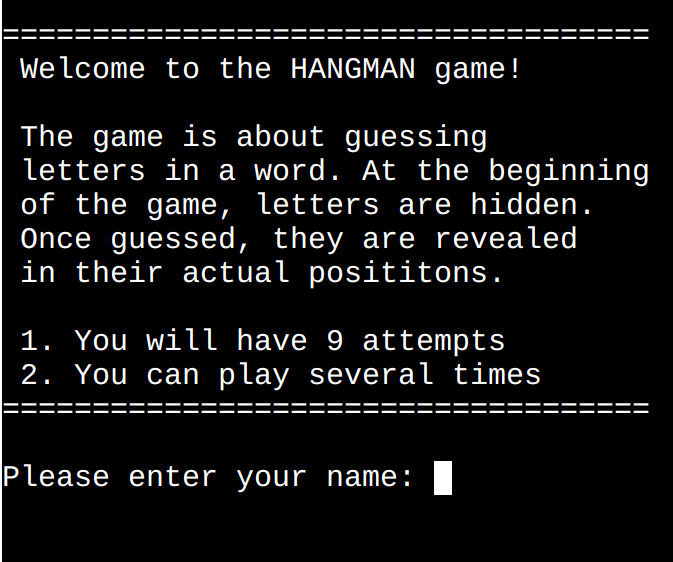 ====================================
Welcome to the HANGMAN game!
The game is about guessing
letters in a word. At the beginning
of the game, letters are hidden.
Once guessed, they are revealed
in their actual posititons.
1. You will have 9 attempts
2. You can play several times
====================================
Please enter your name: